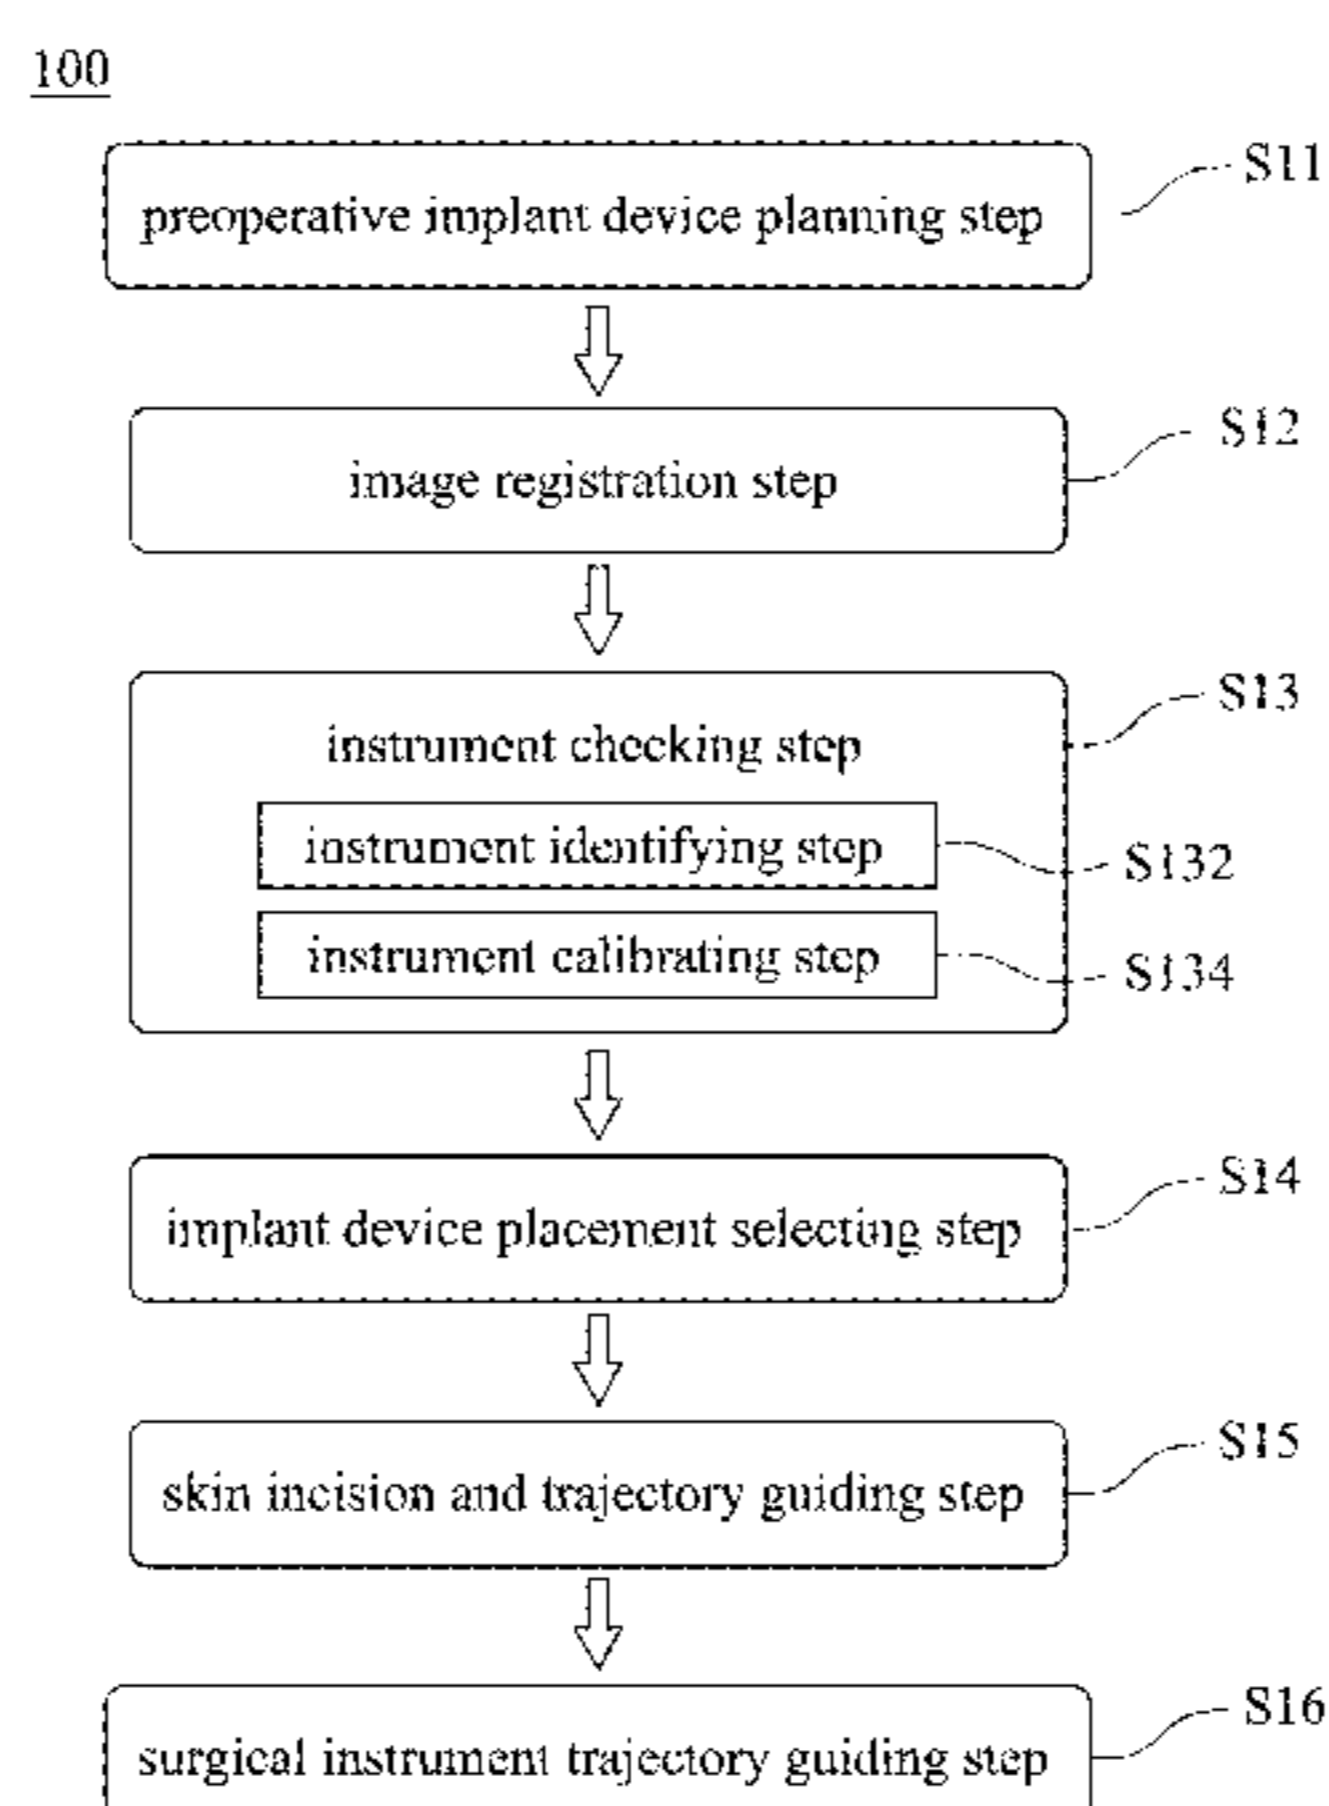 100
preoperative implant device planning step
S11
image registration step
S12
instrument checking step
S13
instrument identifying step
S132
instrument calibrating step
S134
implant device placement selecting step
S14
skin incision and trajectory guiding step
S15
surgical instrument trajectory guiding step
S16